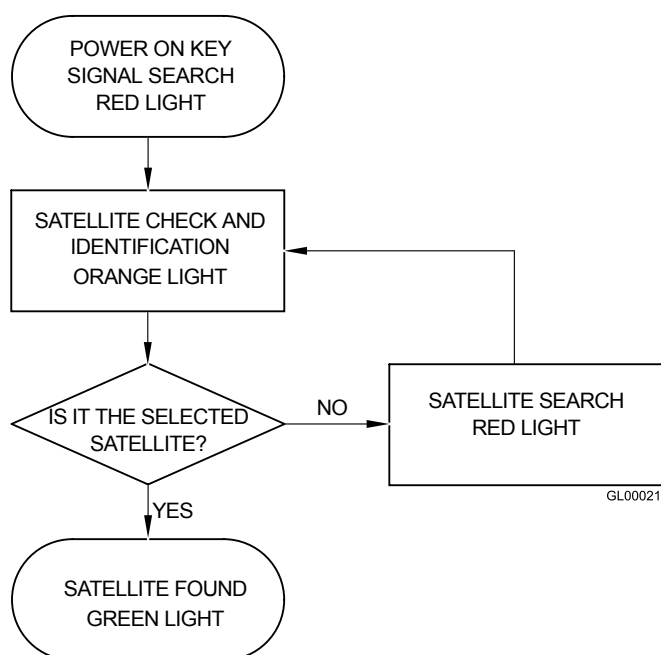 POWER ON KEY
SIGNAL SEARCH
RED LIGHT
SATELLITE CHECK AND
IDENTIFICATION
ORANGE LIGHT
IS IT THE SELECTED
SATELLITE?
NO
SATELLITE SEARCH
RED LIGHT
GL00021
YES
SATELLITE FOUND
GREEN LIGHT